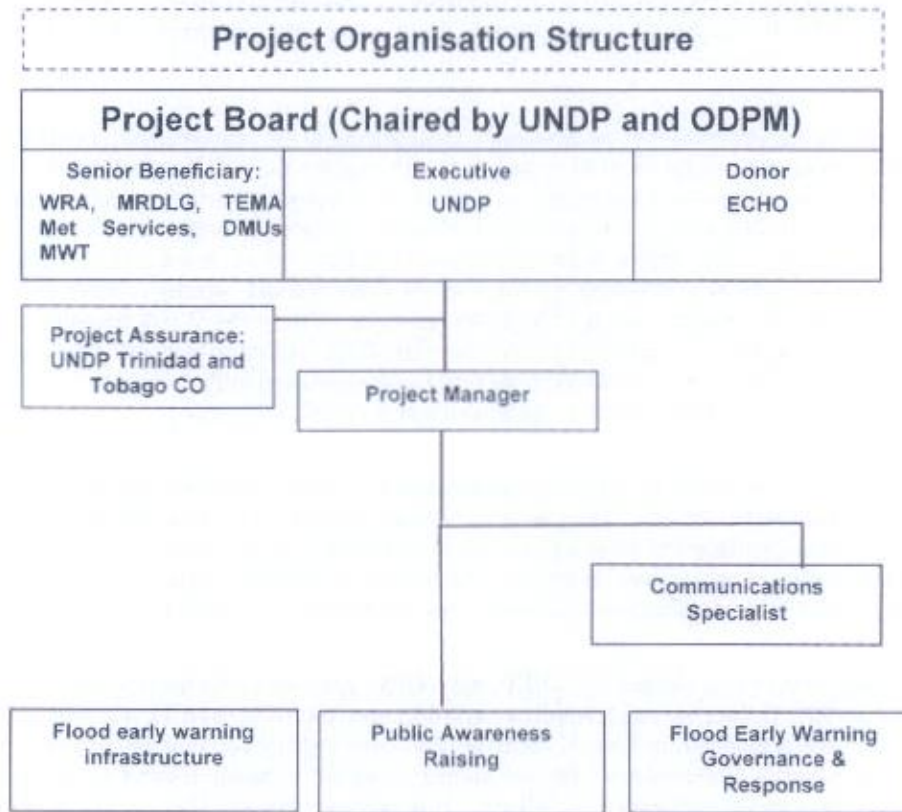 Project Organisation Structure
Project Board (Chaired by UNDP and ODPM)
Senior Beneficiary:
WRA, MRDLG, TEMA
Met Services, DMUs
MWT
Executive
UNDP
Donor
ECHO
Project Assurance:
UNDP Trinidad and
Tobago CO
Project Manager
Communications
Specialist
Flood early warning
infrastructure
Public Awareness
Raising
Flood Early Warning
Governance &
Response